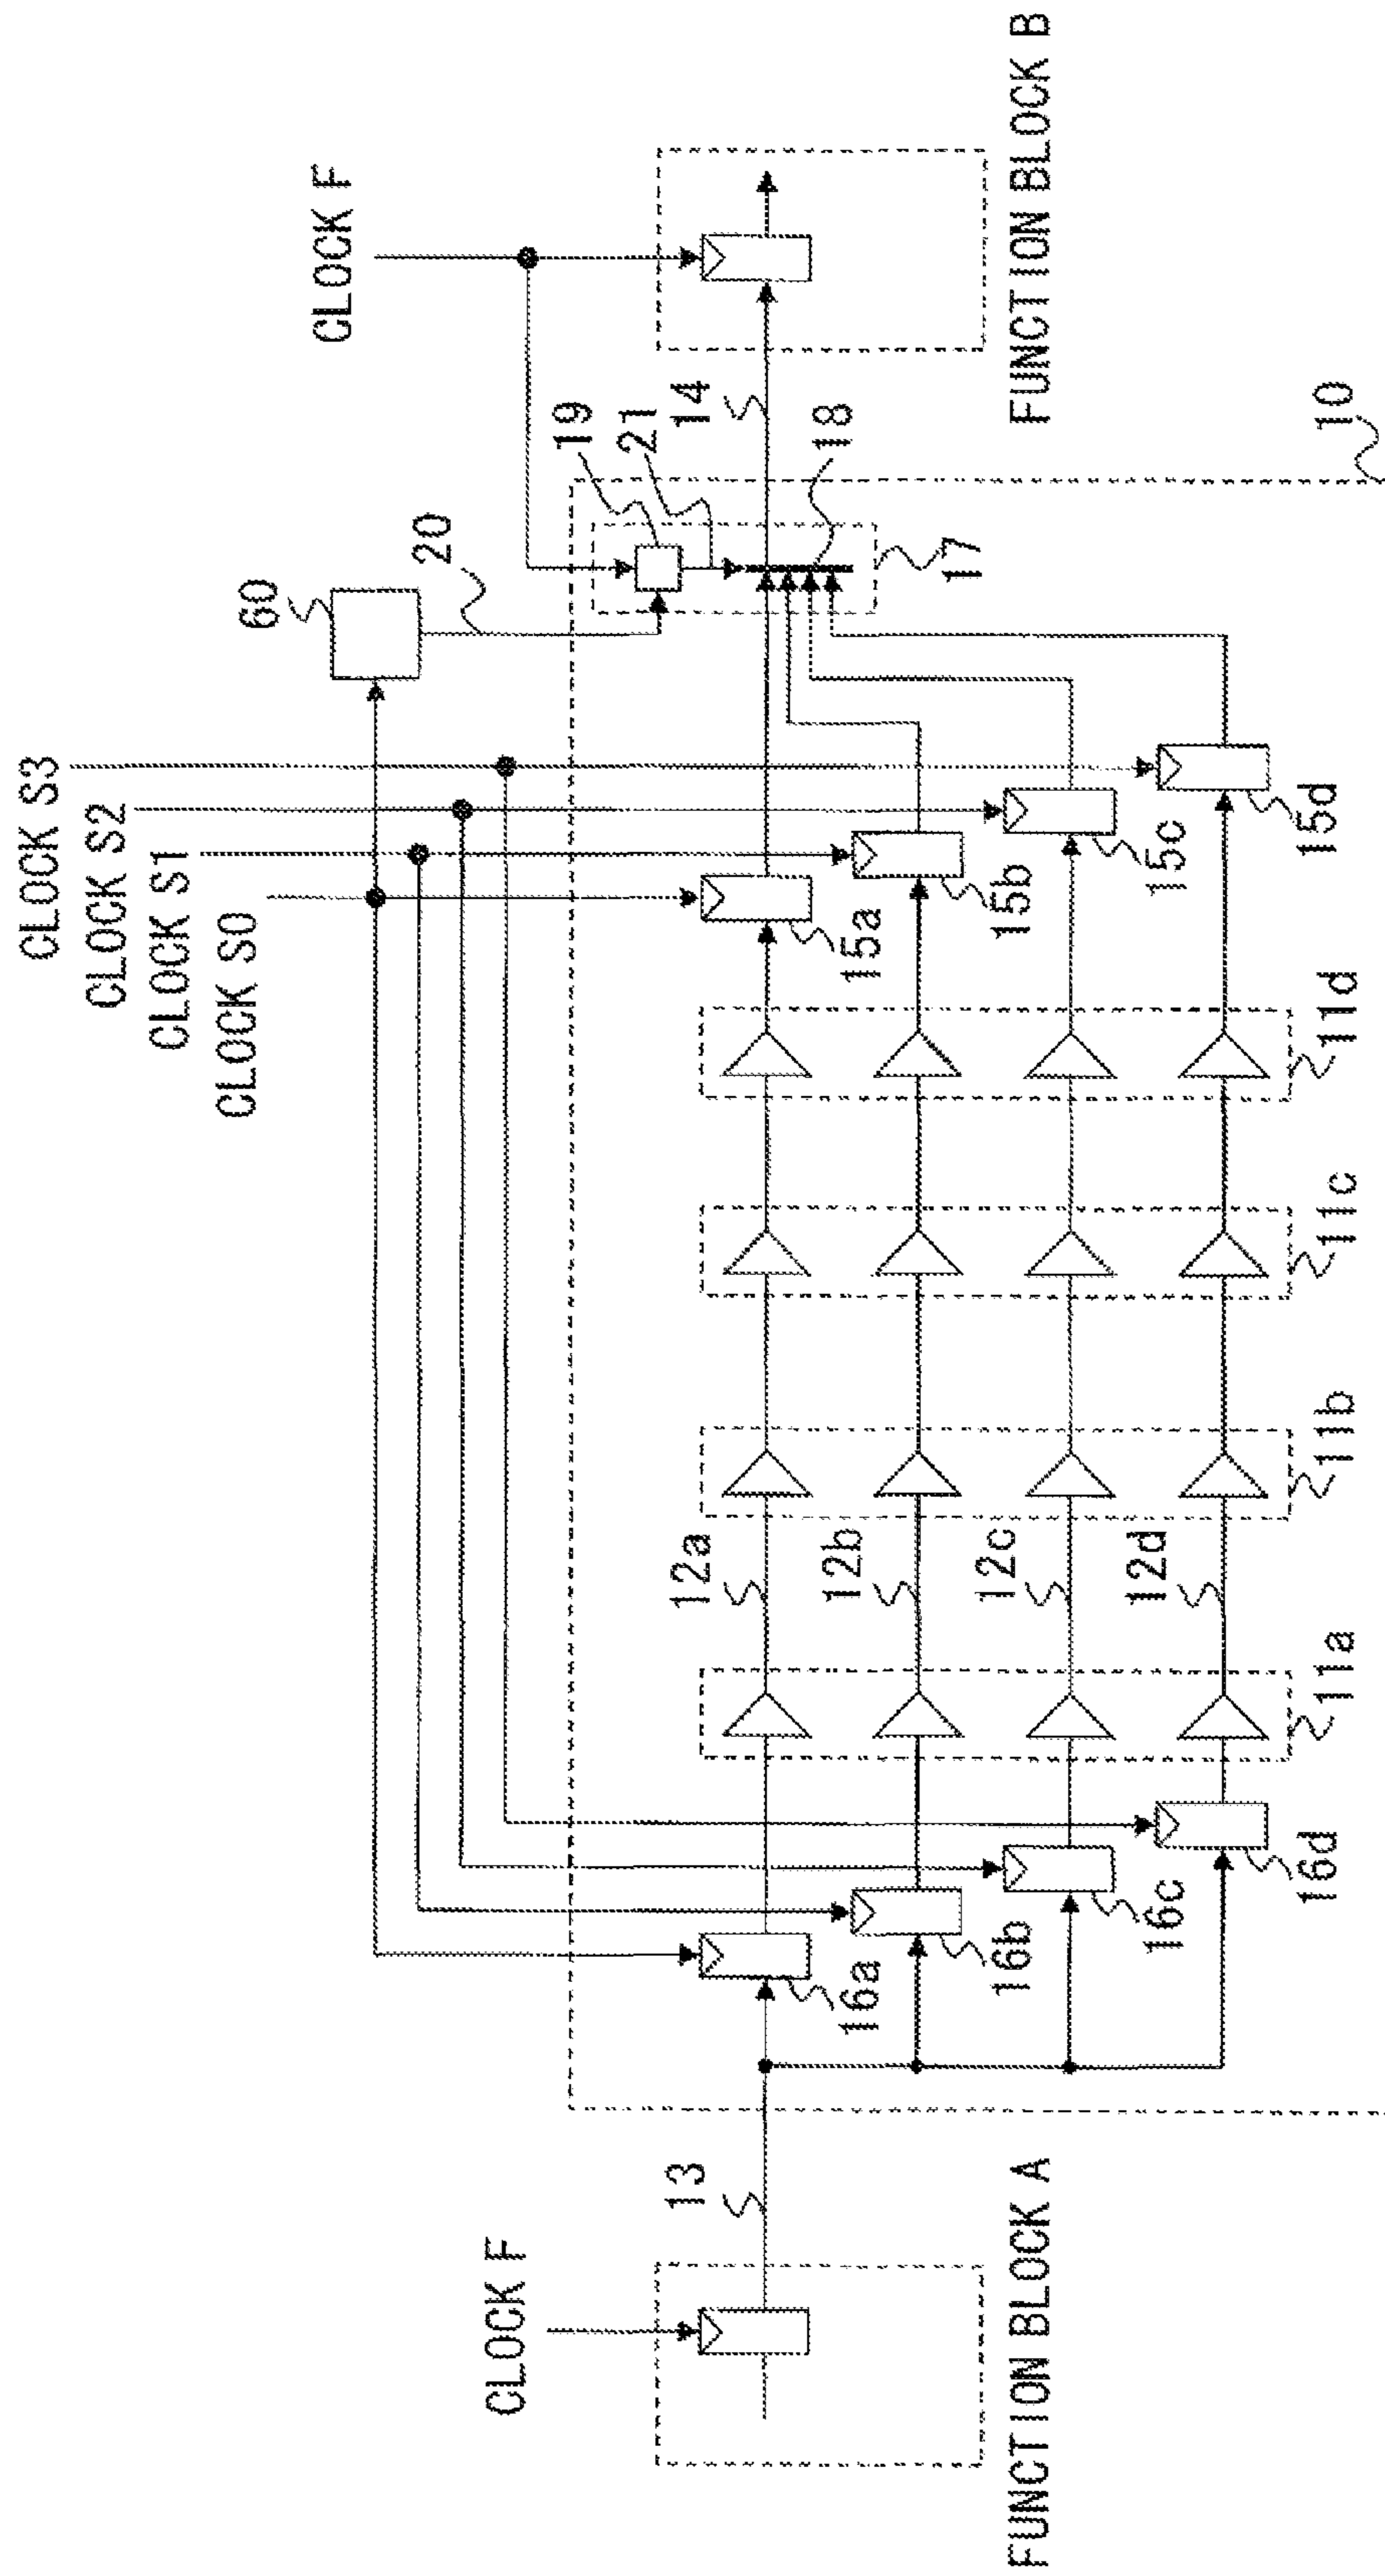 CLOCK S3
CLOCK S2
CLOCK S1
CLOCK S0
CLOCK F
60
20
19
21
14
18
17
10
FUNCTION BLOCK B
CLOCK F
13
FUNCTION BLOCK A
16a
16b
16c
16d
12a
12b
12c
12d
11a
11b
11c
11d
15a
15b
15c
15d